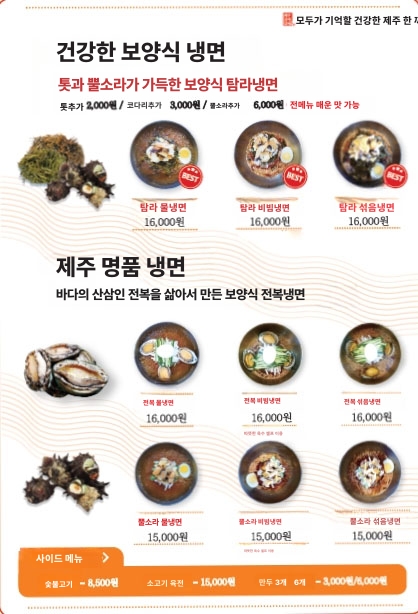 모두가 기억할 건강한 제주 한
건강한 보양식 냉면
톳과 뿔소라가 가득한 보양식 탐라냉면
톳추가 2,000원 / 코다리추가 3,000원 / 뿔소라추가 6,000원 전메뉴 매운 맛 가능
BEST BEST BEST
탐라 물냉면 탐라 비빔냉면 탐라 섞음냉면
16,000원 16,000원 16,000원
제주 명품 냉면
바다의 산삼인 전복을 삶아서 만든 보양식 전복냉면
전복 물냉면 전복 비빔냉면 전복 섞음냉면
16,000원 16,000원 16,000원
뿔소라 물냉면 뿔소라 비빔냉면 뿔소라 섞음냉면
15,000원 15,000원 15,000원
사이드 메뉴
숯불고기 - 8,500원 소고기 육전 - 15,000원 만두 3개 6개 - 3,000원/6,000원